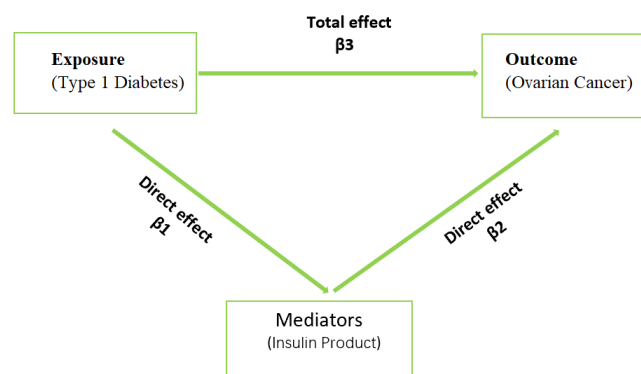 Total effect
β3
Exposure
(Type 1 Diabetes)
Outcome
(Ovarian Cancer)
Direct effect
β1
Direct effect
β2
Mediators
(Insulin Product)